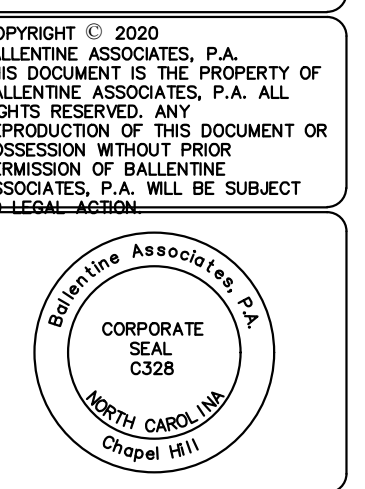 OPYRIGHT © 2020
ALLENTINE ASSOCIATES, P.A.
HIS DOCUMENT IS THE PROPERTY OF
ALLENTINE ASSOCIATES, P.A. ALL
IGHTS RESERVED. ANY
EPRODUCTION OF THIS DOCUMENT OR
OSSESSION WITHOUT PRIOR
ERMISSION OF BALLENTINE
SSOCIATES, P.A. WILL BE SUBJECT
O LEGAL ACTION.
Ballentine Associates, P.A.
CORPORATE
SEAL
C328
NORTH CAROLINA
Chapel Hill